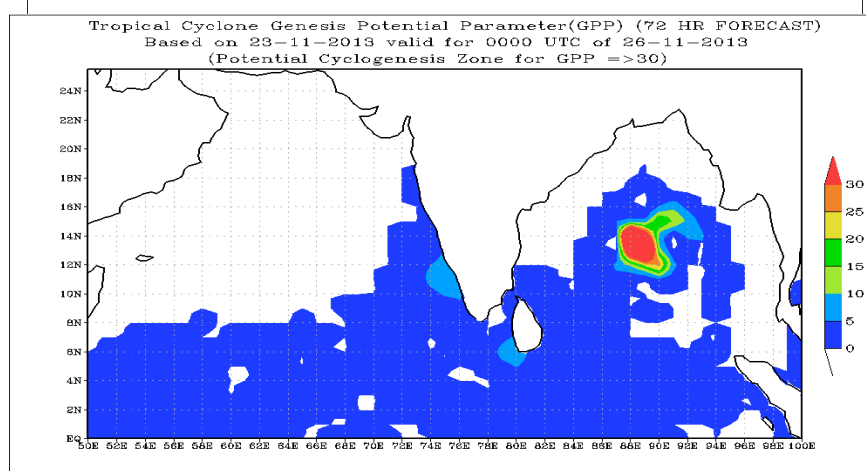 Tropical Cyclone Genesis Potential Parameter(GPP) (72 HR FORECAST)
Based on 23-11-2013 valid for 0000 UTC of 26-11-2013
(Potential Cyclogenesis Zone for GPP =>30)
24N
22N
20N
18N
16N
14N
12N
10N
8N
6N
4N
2N
EQ
50E 52E 54E 56E 58E 60E 62E 64E 66E 68E 70E 72E 74E 76E 78E 80E 82E 84E 86E 88E 90E 92E 94E 96E 98E 100E
30
25
20
15
10
5
0